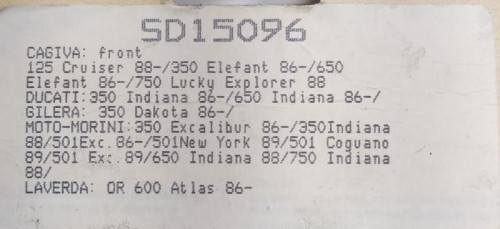 SD15096
CAGIVA: front
125 Cruiser 88-/350 Elefant 86-/650
Elefant 86-/750 Lucky Explorer 88
DUCATI:350 Indiana 86-/650 Indiana 86-/
GILERA: 350 Dakota 86-/
MOTO-MORINI:350 Excalibur 86-/350Indiana
88/501Exc.86-/501New York 89/501 Coguano
89/501 Exc.89/650 Indiana 88/750 Indiana
88/
LAVERDA: OR 600 Atlas 86-